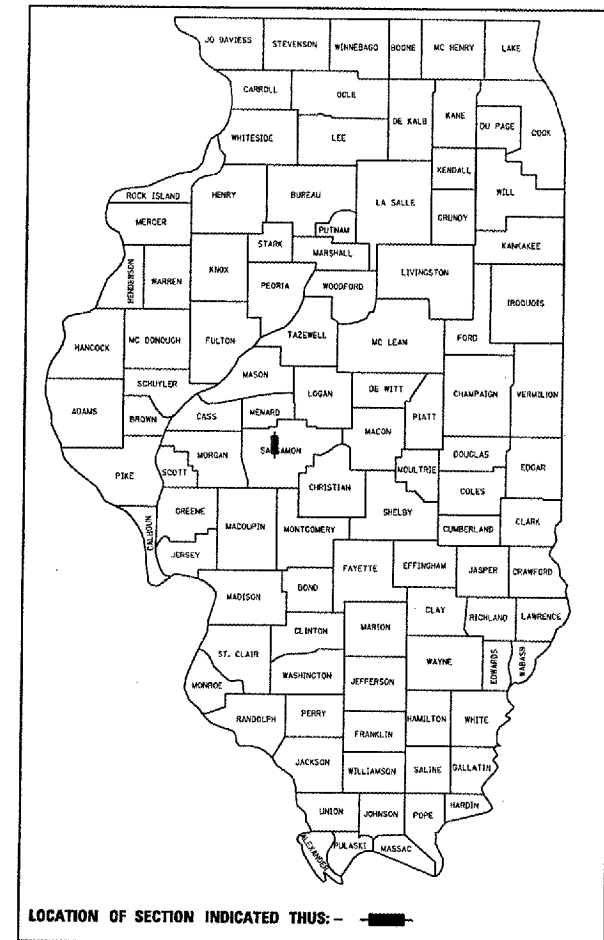 JO DAVIESS
STEVENSON
WINNEBAGO
BOONE
MC HENRY
LAKE
CARROLL
OGLE
DE KALB
KANE
DU PAGE
COOK
WHITESIDE
LEE
KENDALL
WILL
ROCK ISLAND
HENRY
BUREAU
LA SALLE
GRUNDY
MERCER
PUTNAM
KANKAKEE
STARK
MARSHALL
HENDERSON
WARREN
KNOX
PEORIA
WOODFORD
LIVINGSTON
IROQUOIS
HANCOCK
MC DONOUGH
FULTON
TAZEWELL
MC LEAN
FORD
MASON
SCHUYLER
LOGAN
DE WITT
CHAMPAIGN
VERMILION
ADAMS
BROWN
CASS
MENARD
PIATT
MACON
SANGAMON
MORGAN
DOUGLAS
PIKE
SCOTT
MOULTRIE
EDGAR
CHRISTIAN
COLES
GREENE
MACOUPIN
MONTGOMERY
SHELBY
CUMBERLAND
CLARK
CALHOUN
JERSEY
FAYETTE
EFFINGHAM
JASPER
CRAWFORD
MADISON
BOND
CLAY
RICHLAND
LAWRENCE
CLINTON
MARION
ST. CLAIR
WAYNE
EDWARDS
WABASH
WASHINGTON
JEFFERSON
MONROE
RANDOLPH
PERRY
HAMILTON
WHITE
FRANKLIN
JACKSON
WILLIAMSON
SALINE
GALLATIN
UNION
JOHNSON
POPE
HARDIN
ALEXANDER
PULASKI
MASSAC
LOCATION OF SECTION INDICATED THUS: -